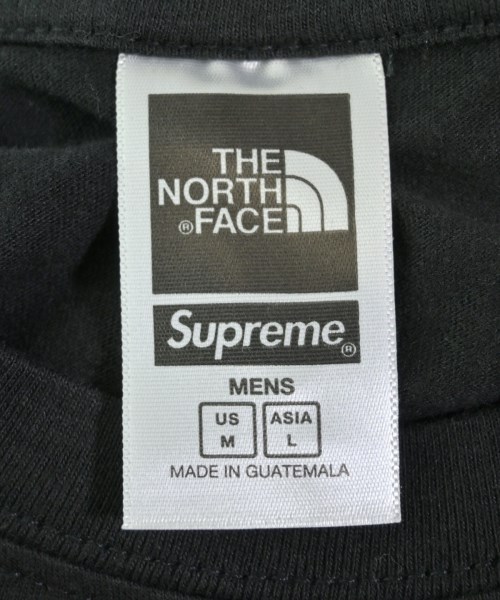 THE
NORTH
®FACE
Supreme®
MENS
US ASIA
M L
MADE IN GUATEMALA